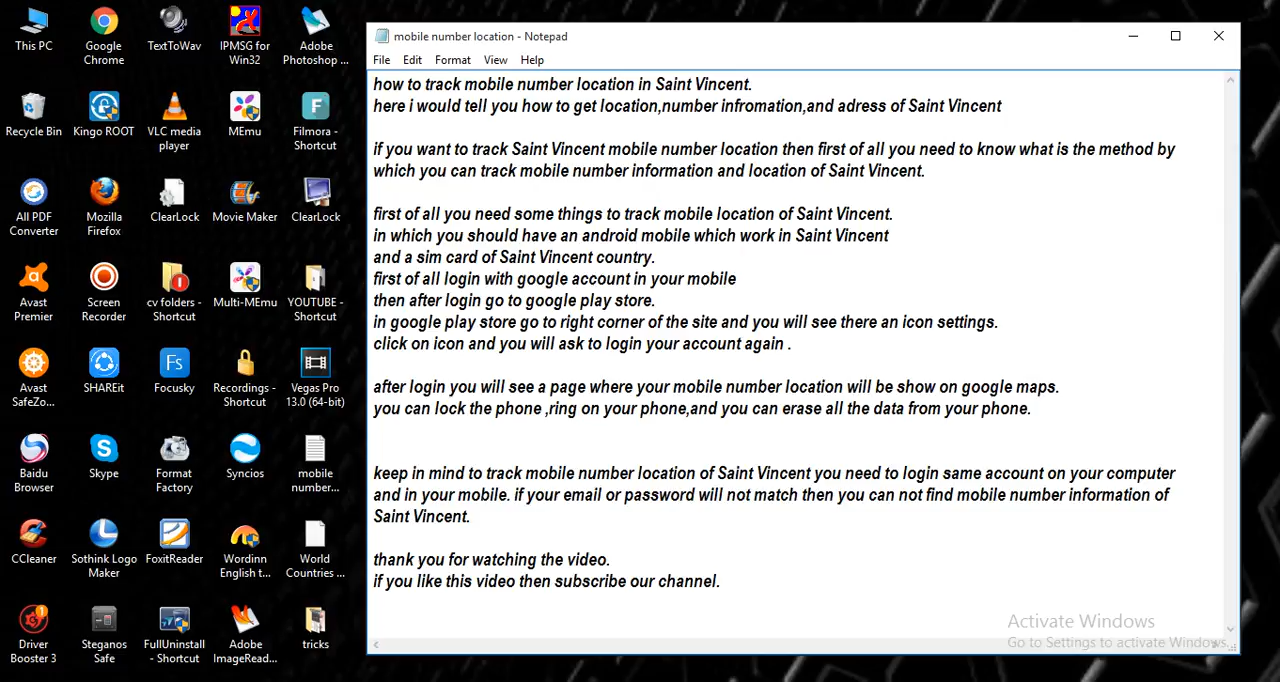 This PC
Google Chrome
TextToWav
IPMSG for Win32
Adobe Photoshop ...
Recycle Bin
Kingo ROOT
VLC media player
MEmu
Filmora - Shortcut
All PDF Converter
Mozilla Firefox
ClearLock
Movie Maker
ClearLock
Avast Premier
Screen Recorder
cv folders - Shortcut
Multi-MEmu
YOUTUBE - Shortcut
Avast SafeZo...
SHAREit
Focusky
Recordings - Shortcut
Vegas Pro 13.0 (64-bit)
Baidu Browser
Skype
Format Factory
Syncios
mobile number...
CCleaner
Sothink Logo Maker
FoxitReader
Wordinn English t...
World Countries ...
Driver Booster 3
Steganos Safe
FullUninstall - Shortcut
Adobe ImageRead...
tricks
mobile number location - Notepad
File Edit Format View Help
how to track mobile number location in Saint Vincent.
here i would tell you how to get location,number infromation,and adress of Saint Vincent
if you want to track Saint Vincent mobile number location then first of all you need to know what is the method by
which you can track mobile number information and location of Saint Vincent.
first of all you need some things to track mobile location of Saint Vincent.
in which you should have an android mobile which work in Saint Vincent
and a sim card of Saint Vincent country.
first of all login with google account in your mobile
then after login go to google play store.
in google play store go to right corner of the site and you will see there an icon settings.
click on icon and you will ask to login your account again .
after login you will see a page where your mobile number location will be show on google maps.
you can lock the phone ,ring on your phone,and you can erase all the data from your phone.
keep in mind to track mobile number location of Saint Vincent you need to login same account on your computer
and in your mobile. if your email or password will not match then you can not find mobile number information of
Saint Vincent.
thank you for watching the video.
if you like this video then subscribe our channel.
Activate Windows
Go to Settings to activate Windows.